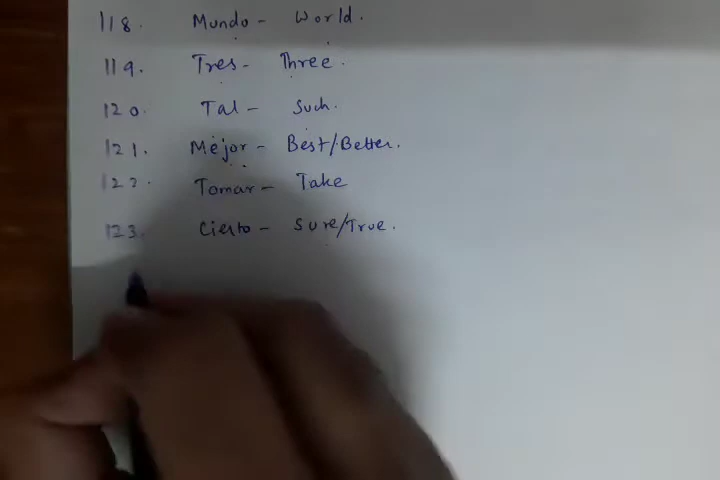 118. Mundo - World.
119. Tres - Three.
120. Tal - Such.
121. Mejor - Best/Better.
122. Tomar - Take
123. Cierto - Sure/True.